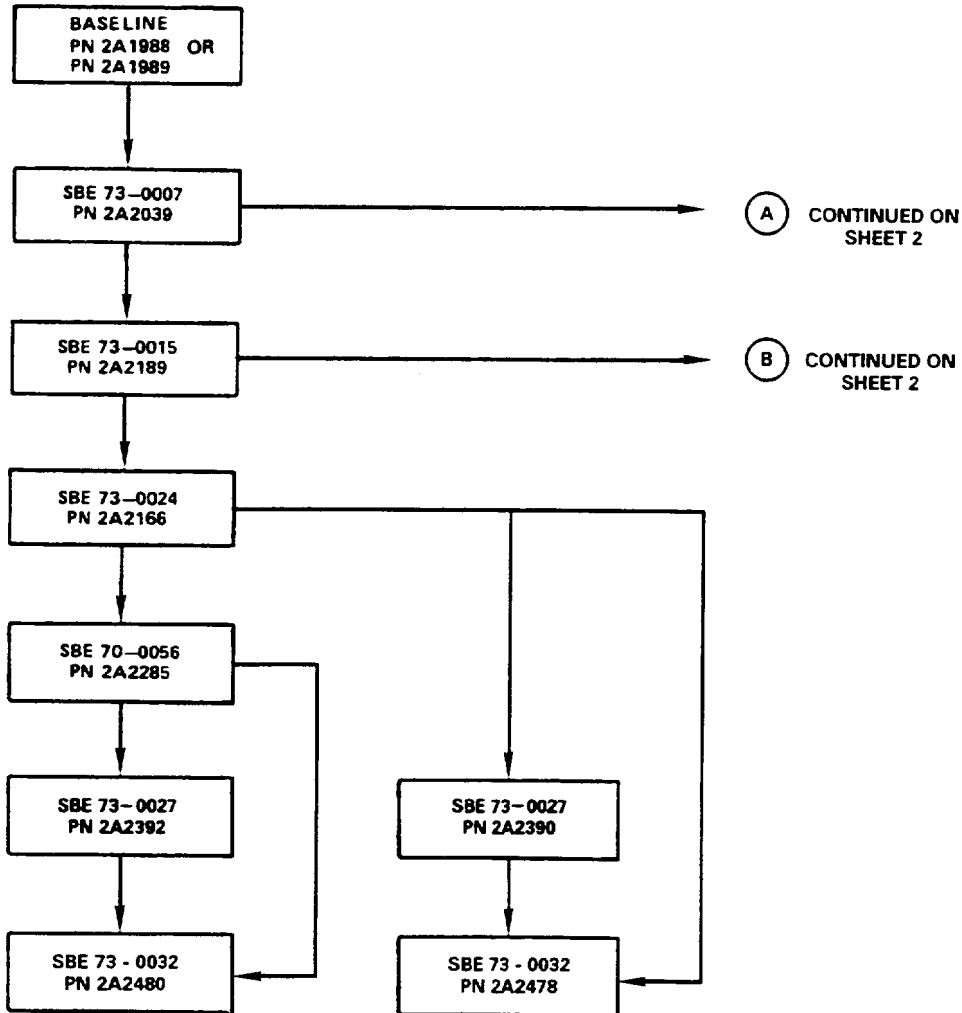 BASELINE
PN 2A1988 OR
PN 2A1989
SBE 73–0007
PN 2A2039
A CONTINUED ON
SHEET 2
SBE 73–0015
PN 2A2189
B CONTINUED ON
SHEET 2
SBE 73–0024
PN 2A2166
SBE 70–0056
PN 2A2285
SBE 73-0027
PN 2A2392
SBE 73-0027
PN 2A2390
SBE 73 - 0032
PN 2A2480
SBE 73 - 0032
PN 2A2478